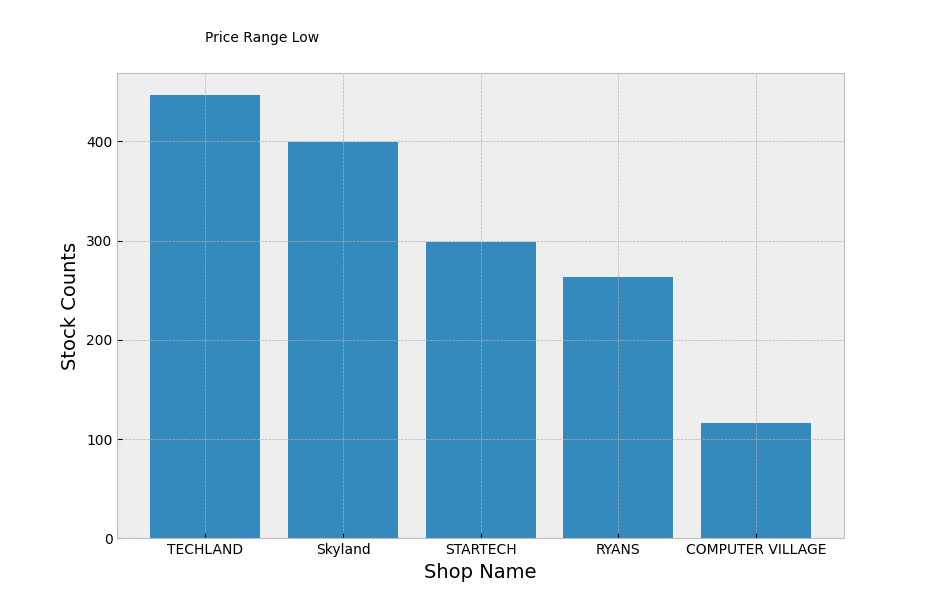 Price Range Low
400
300
200
100
0
Stock Counts
TECHLAND Skyland STARTECH RYANS COMPUTER VILLAGE
Shop Name